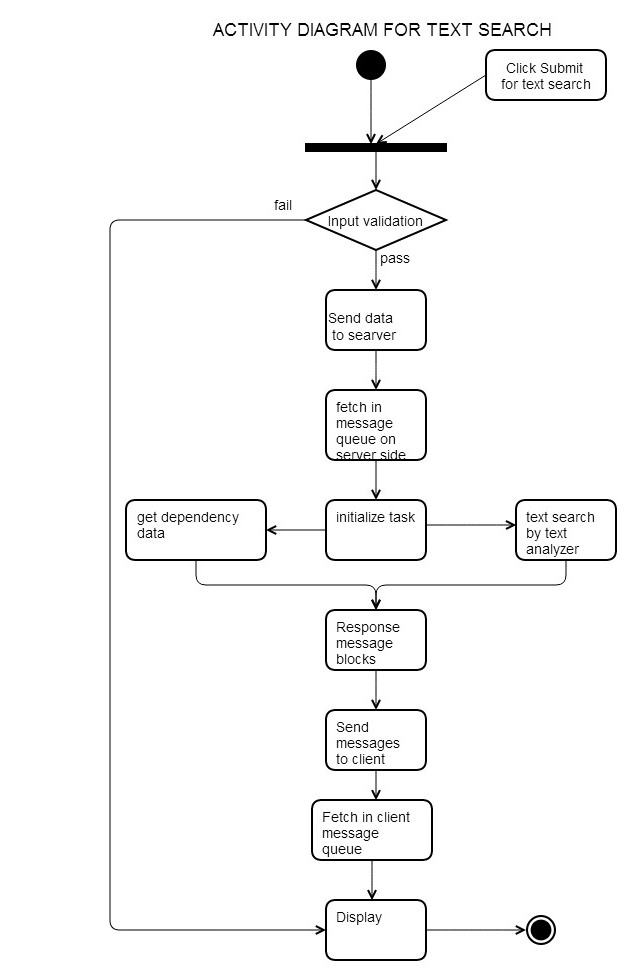 ACTIVITY DIAGRAM FOR TEXT SEARCH
Click Submit
for text search
fail
Input validation
pass
Send data
to searver
fetch in
message
queue on
server side
get dependency
data
initialize task
text search
by text
analyzer
Response
message
blocks
Send
messages
to client
Fetch in client
message
queue
Display